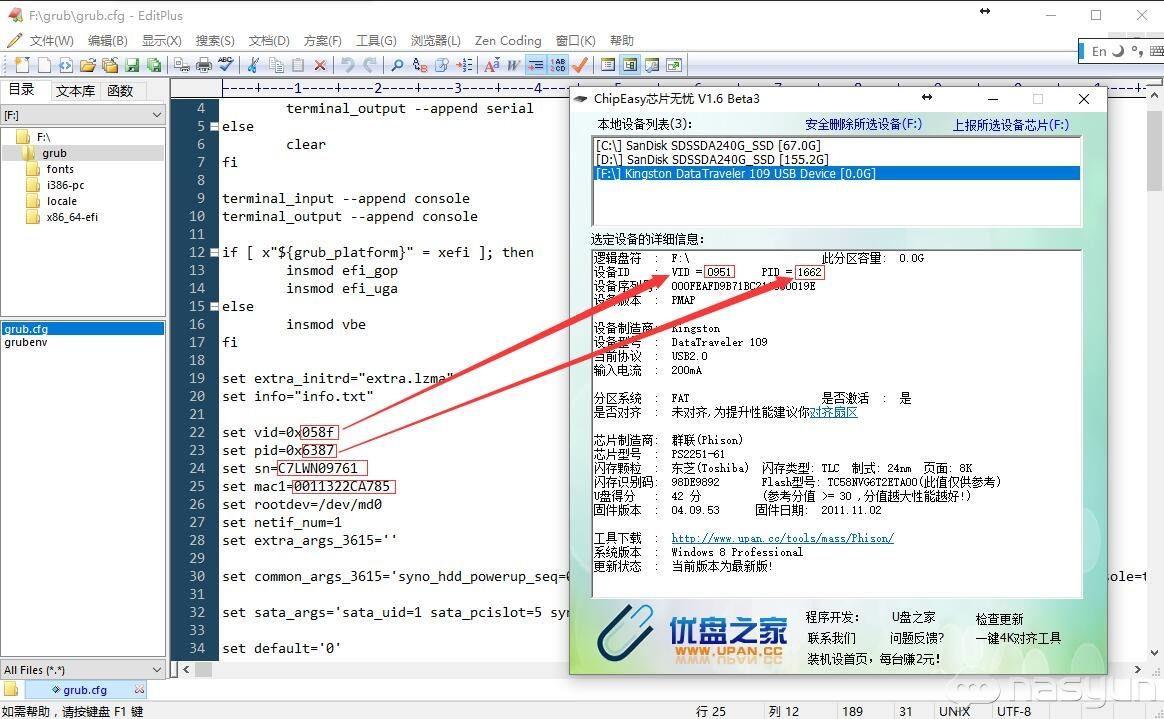 F:\grub\grub.cfg - EditPlus
文件(W) 编辑(B) 显示(X) 搜索(S) 文档(D) 方案(F) 工具(G) 浏览器(L) Zen Coding 窗口(K) 帮助
En
目录 文本库 函数
[F:]
F:\
grub
fonts
i386-pc
locale
x86_64-efi
grub.cfg
grubenv
All Files (*.*)
4 terminal_output --append serial
5 else
6 clear
7 fi
8
9 terminal_input --append console
10 terminal_output --append console
11
12 if [ x"${grub_platform}" = xefi ]; then
13 insmod efi_gop
14 insmod efi_uga
15 else
16 insmod vbe
17 fi
18
19 set extra_initrd="extra.lzma"
20 set info="info.txt"
21
22 set vid=0x058f
23 set pid=0x6387
24 set sn=C7LWN09761
25 set mac1=0011322CA785
26 set rootdev=/dev/md0
27 set netif_num=1
28 set extra_args_3615=''
29
30 set common_args_3615='syno_hdd_powerup_seq=
31
32 set sata_args='sata_uid=1 sata_pcislot=5
33
34 set default='0'
ChipEasy芯片无忧 V1.6 Beta3
本地设备列表(3): 安全删除所选设备(F:) 上报所选设备芯片(F:)
[C:\] SanDisk SDSSDA240G_SSD [67.0G]
[D:\] SanDisk SDSSDA240G_SSD [155.2G]
[F:\] Kingston DataTraveler 109 USB Device [0.0G]
选定设备的详细信息:
逻辑盘符 : F:\ 此分区容量: 0.0G
设备ID : VID = 0951 PID = 1662
设备序列号:
设备版本 : PMAP
设备制造商: Kingston
设备型号 : DataTraveler 109
当前协议 : USB2.0
输入电流 : 200mA
分区系统 : FAT 是否激活 : 是
是否对齐 : 未对齐,为提升性能建议你对齐扇区
芯片制造商: 群联(Phison)
芯片型号 : PS2251-61
闪存颗粒 : 东芝(Toshiba) 闪存类型: TLC 制式: 24nm 页面: 8K
闪存识别码: 98DE9892 Flash型号: TC58NVG6T2ETA00(此值仅供参考)
U盘得分 : 42 分 (参考分值 >= 30 ,分值越大性能越好!)
固件版本 : 04.09.53 固件日期: 2011.11.02
工具下载 : http://www.upan.cc/tools/mass/Phison/
系统版本 : Windows 8 Professional
更新状态 : 当前版本为最新版!
优盘之家
WWW.UPAN.CC
程序开发: U盘之家 检查更新
联系我们 问题反馈? 一键4K对齐工具
装机设首页，每台赚2元!
grub.cfg
如需帮助，请按键盘 F1 键 行 25 列 12 189 31 UNIX UTF-8
nasyun